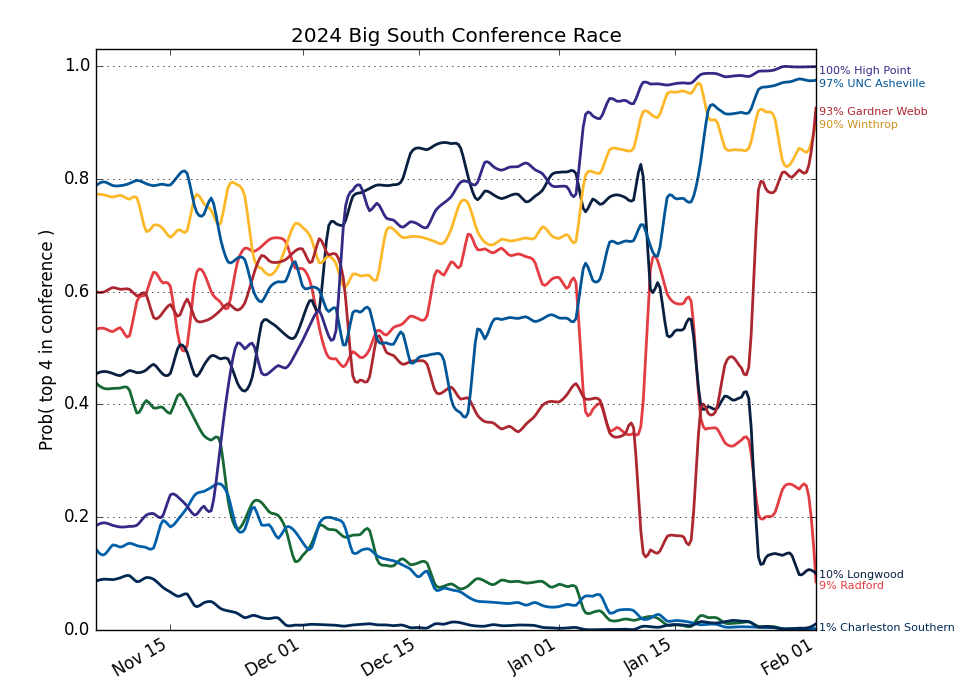 2024 Big South Conference Race
Prob( top 4 in conference )
1.0
0.8
0.6
0.4
0.2
0.0
Nov 15
Dec 01
Dec 15
Jan 01
Jan 15
Feb 01
100% High Point
97% UNC Asheville
93% Gardner Webb
90% Winthrop
10% Longwood
9% Radford
1% Charleston Southern